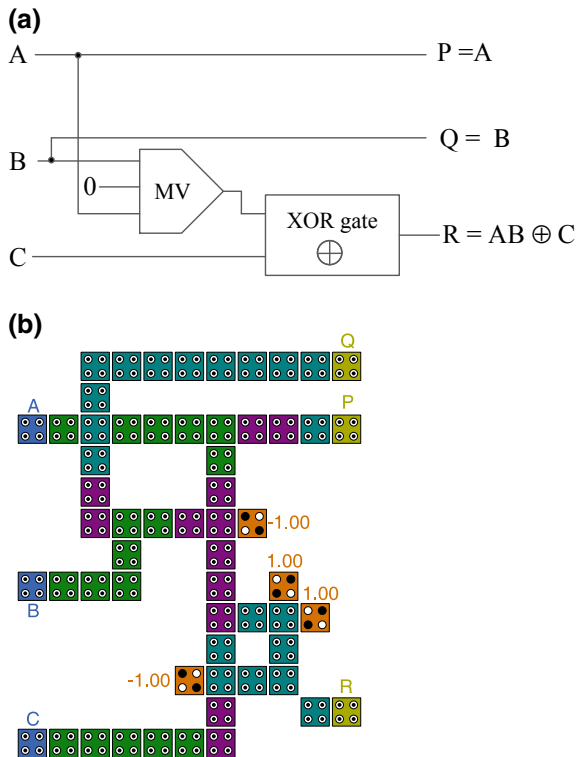 (a)
A
P =A
B
Q = B
0
MV
XOR gate
⊕
C
R = AB ⊕ C
(b)
Q
A
P
-1.00
1.00
B
1.00
-1.00
R
C